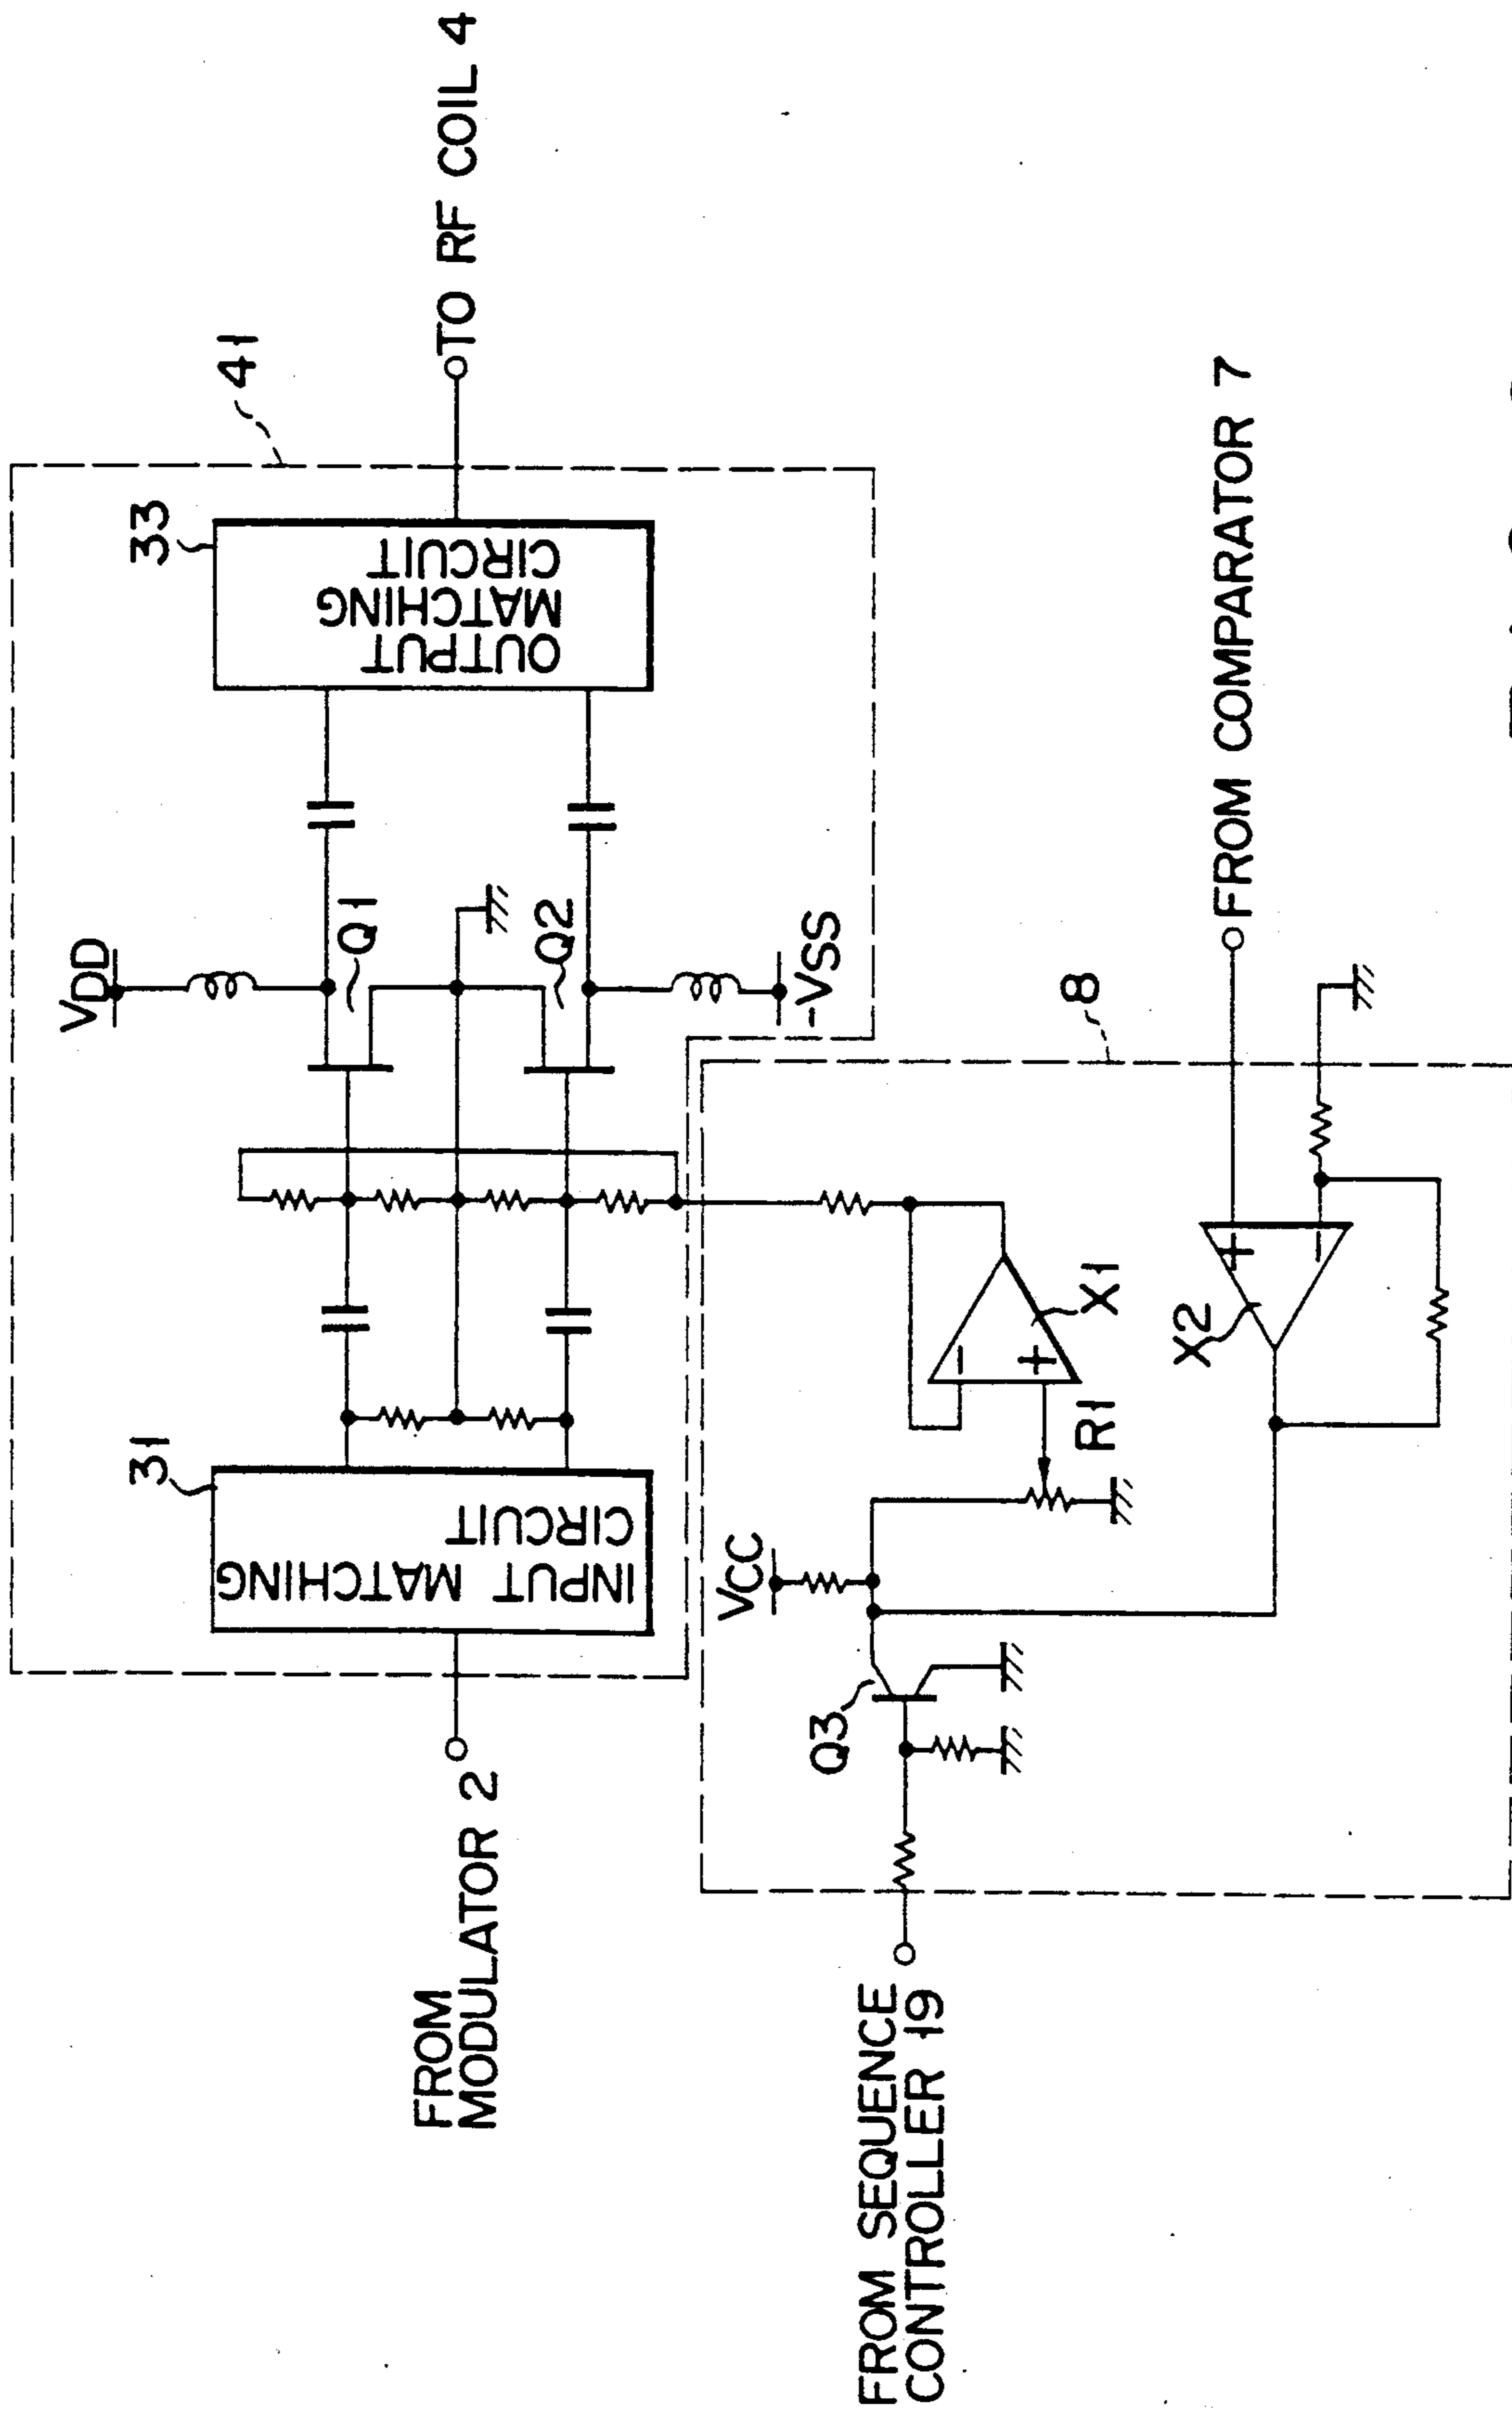 41
33
31
VDD
Q1
Q2
-VSS
OUTPUT
MATCHING
CIRCUIT
INPUT MATCHING
CIRCUIT
TO RF COIL 4
FROM
MODULATOR 2
8
VCC
Q3
R1
-
+
X1
X2
+
-
FROM COMPARATOR 7
FROM SEQUENCE
CONTROLLER 19